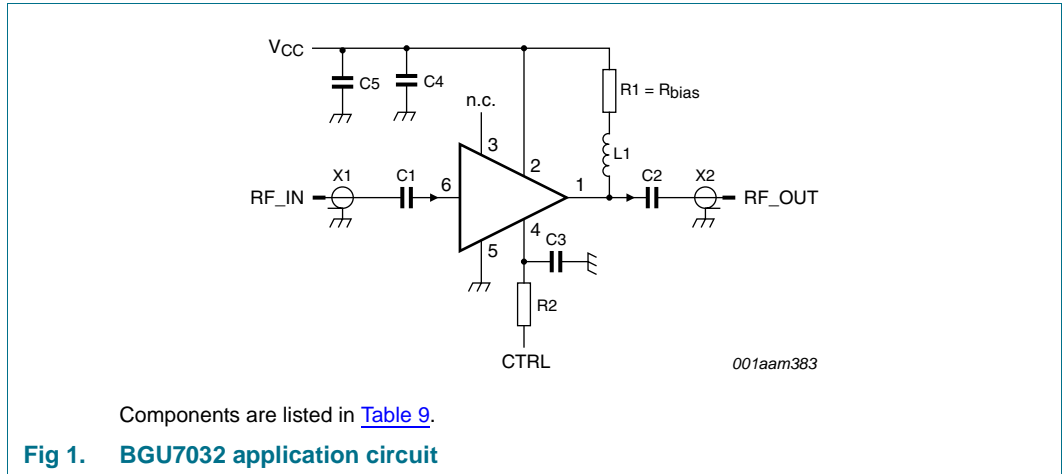 VCC
C5
C4
R1 = Rbias
n.c.
3
L1
2
X1
C1
C2
X2
RF_IN
6
1
RF_OUT
4
C3
5
R2
CTRL
001aam383
Components are listed in Table 9.
Fig 1. BGU7032 application circuit